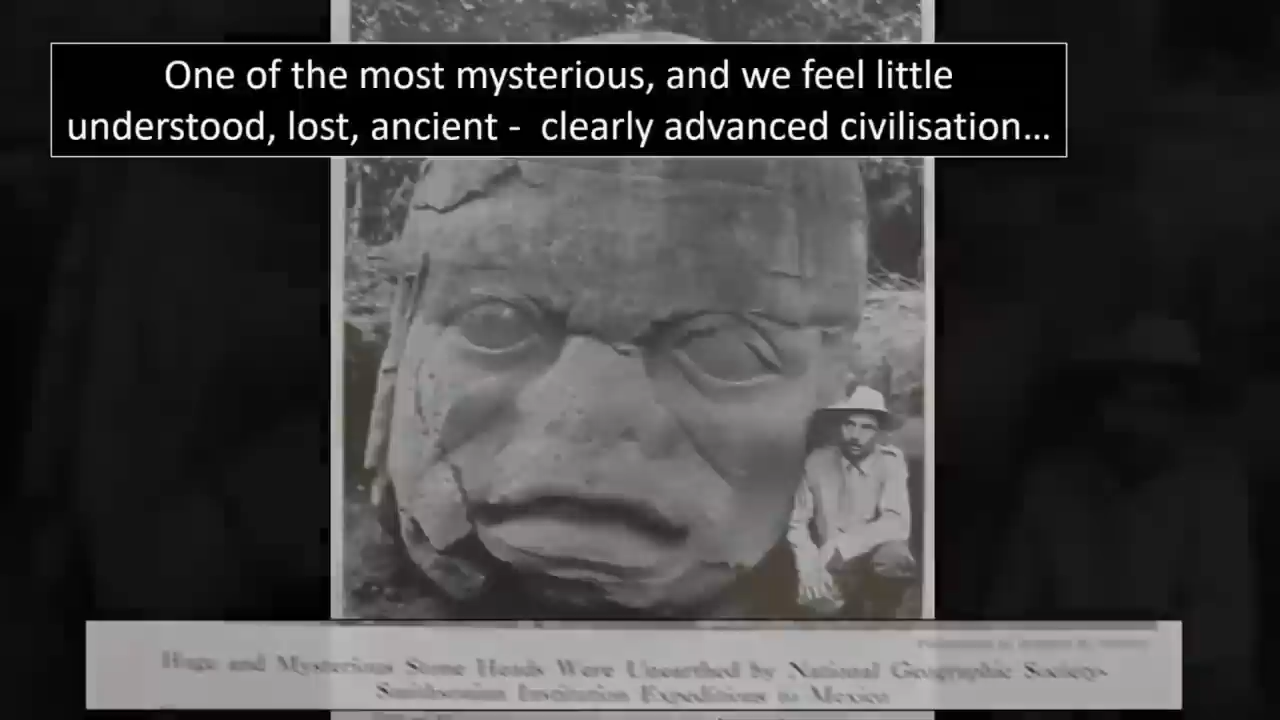 One of the most mysterious, and we feel little
understood, lost, ancient - clearly advanced civilisation...
Huge and Mysterious Stone Heads Were Unearthed by National Geographic Society-
Smithsonian Institution Expeditions to Mexico